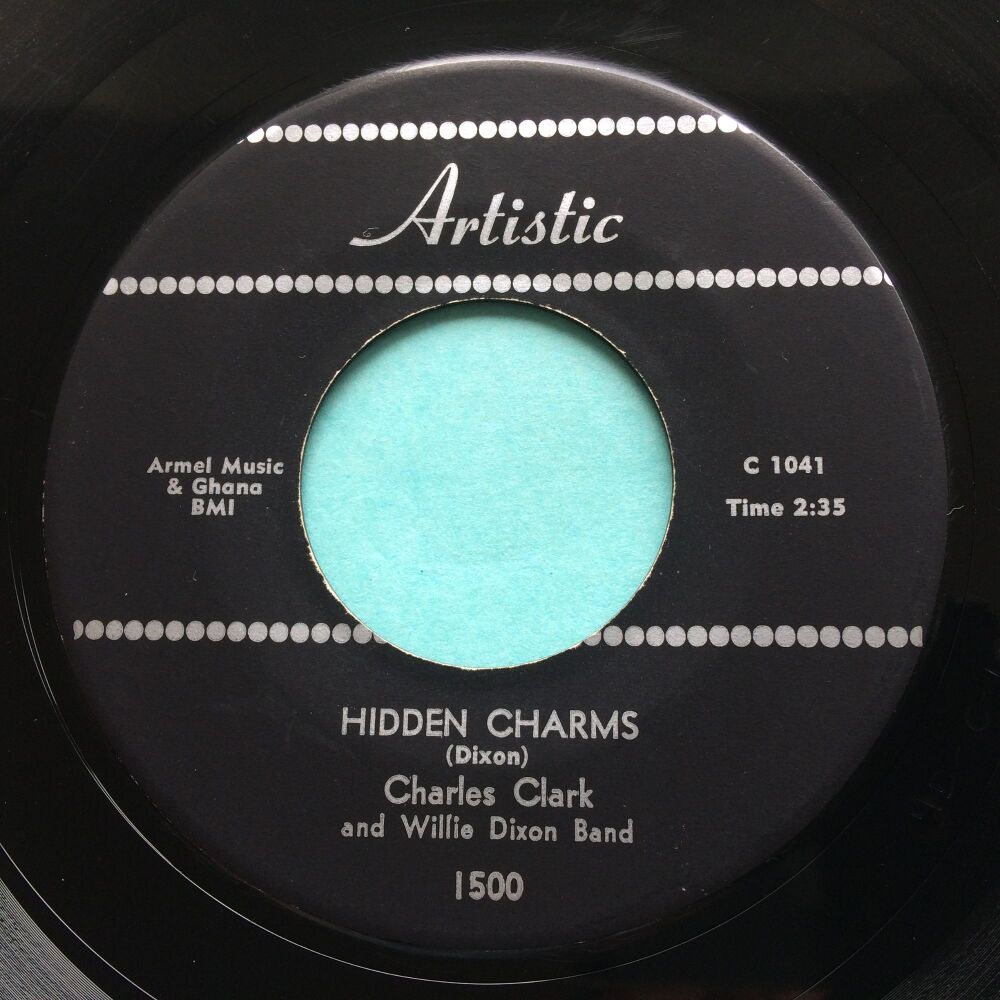 Artistic
Armel Music
& Ghana
BMI
C 1041
Time 2:35
HIDDEN CHARMS
(Dixon)
Charles Clark
and Willie Dixon Band
1500